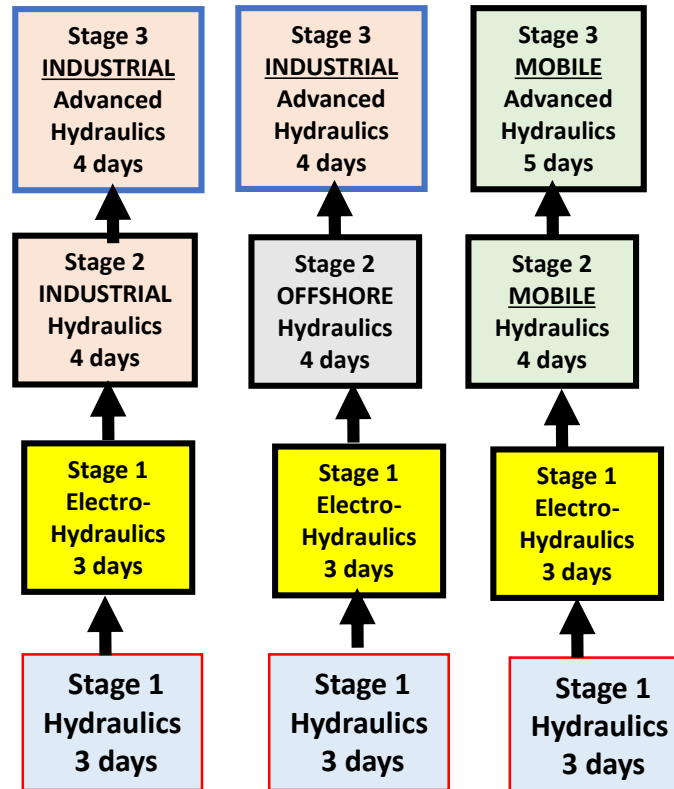 Stage 3
INDUSTRIAL
Advanced
Hydraulics
4 days
Stage 3
INDUSTRIAL
Advanced
Hydraulics
4 days
Stage 3
MOBILE
Advanced
Hydraulics
5 days
Stage 2
INDUSTRIAL
Hydraulics
4 days
Stage 2
OFFSHORE
Hydraulics
4 days
Stage 2
MOBILE
Hydraulics
4 days
Stage 1
Electro-
Hydraulics
3 days
Stage 1
Electro-
Hydraulics
3 days
Stage 1
Electro-
Hydraulics
3 days
Stage 1
Hydraulics
3 days
Stage 1
Hydraulics
3 days
Stage 1
Hydraulics
3 days